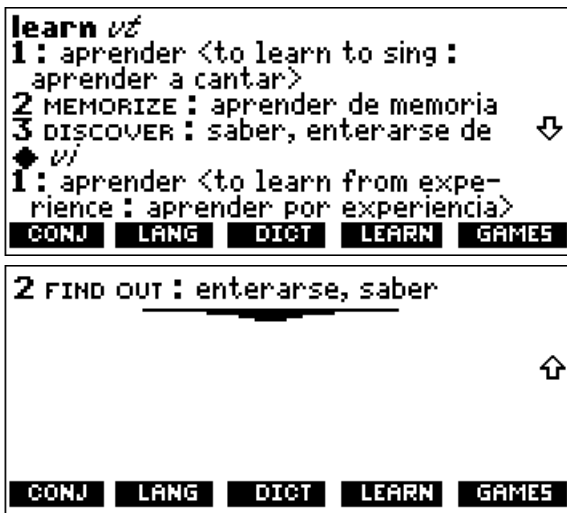 learn vt
1 : aprender <to learn to sing :
aprender a cantar>
2 MEMORIZE : aprender de memoria
3 DISCOVER : saber, enterarse de
◆ vi
1 : aprender <to learn from expe-
rience : aprender por experiencia>
CONJ LANG DICT LEARN GAMES
2 FIND OUT : enterarse, saber
CONJ LANG DICT LEARN GAMES